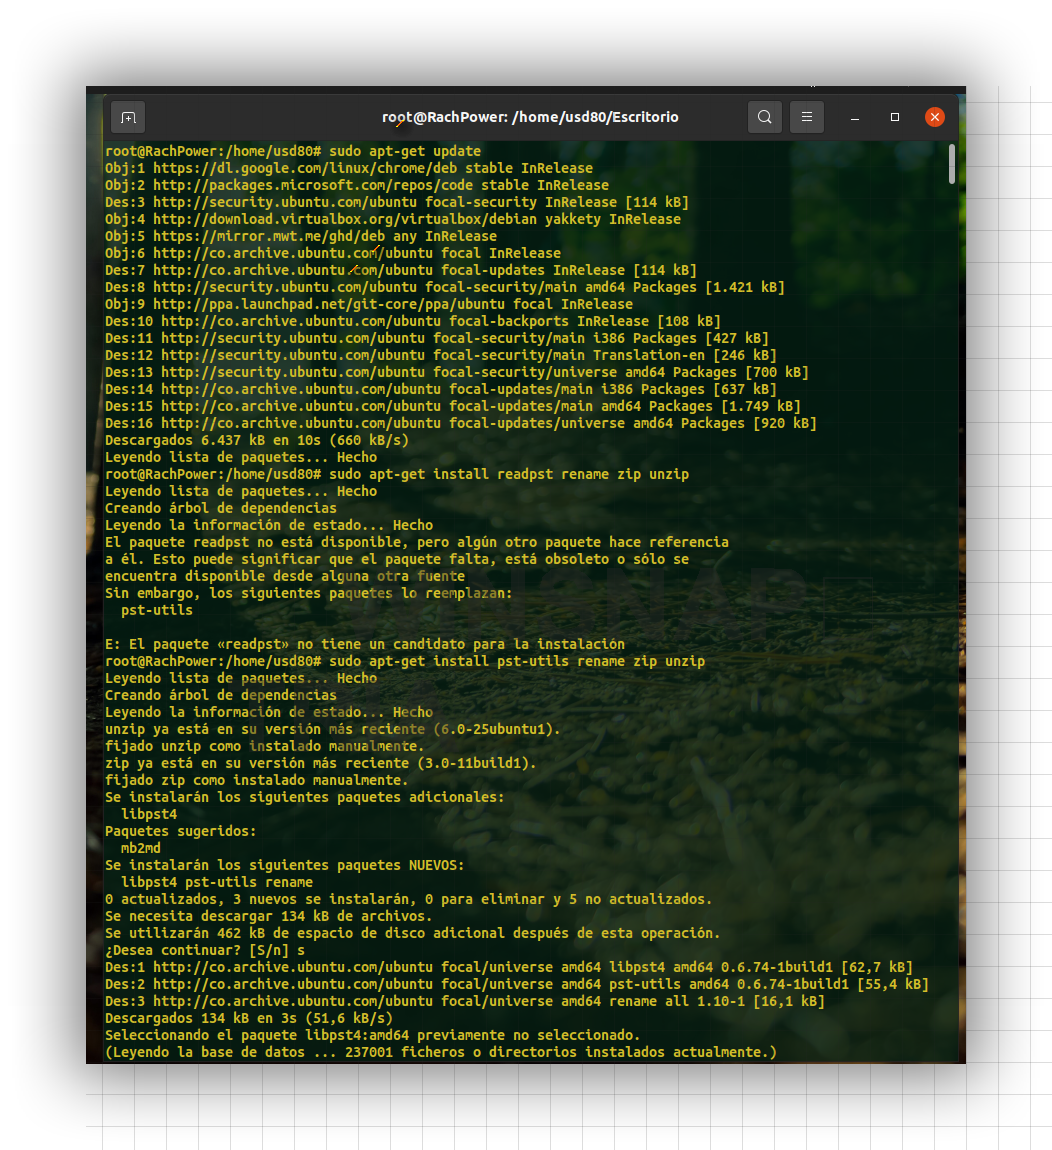 root@RachPower: /home/usd80/Escritorio
root@RachPower:/home/usd80# sudo apt-get update
Obj:1 https://dl.google.com/linux/chrome/deb stable InRelease
Obj:2 http://packages.microsoft.com/repos/code stable InRelease
Des:3 http://security.ubuntu.com/ubuntu focal-security InRelease [114 kB]
Obj:4 http://download.virtualbox.org/virtualbox/debian yakkety InRelease
Obj:5 https://mirror.mwt.me/ghd/deb any InRelease
Obj:6 http://co.archive.ubuntu.com/ubuntu focal InRelease
Des:7 http://co.archive.ubuntu.com/ubuntu focal-updates InRelease [114 kB]
Des:8 http://security.ubuntu.com/ubuntu focal-security/main amd64 Packages [1.421 kB]
Obj:9 http://ppa.launchpad.net/git-core/ppa/ubuntu focal InRelease
Des:10 http://co.archive.ubuntu.com/ubuntu focal-backports InRelease [108 kB]
Des:11 http://security.ubuntu.com/ubuntu focal-security/main i386 Packages [427 kB]
Des:12 http://security.ubuntu.com/ubuntu focal-security/main Translation-en [246 kB]
Des:13 http://security.ubuntu.com/ubuntu focal-security/universe amd64 Packages [700 kB]
Des:14 http://co.archive.ubuntu.com/ubuntu focal-updates/main i386 Packages [637 kB]
Des:15 http://co.archive.ubuntu.com/ubuntu focal-updates/main amd64 Packages [1.749 kB]
Des:16 http://co.archive.ubuntu.com/ubuntu focal-updates/universe amd64 Packages [920 kB]
Descargados 6.437 kB en 10s (660 kB/s)
Leyendo lista de paquetes... Hecho
root@RachPower:/home/usd80# sudo apt-get install readpst rename zip unzip
Leyendo lista de paquetes... Hecho
Creando árbol de dependencias
Leyendo la información de estado... Hecho
El paquete readpst no está disponible, pero algún otro paquete hace referencia
a él. Esto puede significar que el paquete falta, está obsoleto o sólo se
encuentra disponible desde alguna otra fuente
Sin embargo, los siguientes paquetes lo reemplazan:
pst-utils
E: El paquete «readpst» no tiene un candidato para la instalación
root@RachPower:/home/usd80# sudo apt-get install pst-utils rename zip unzip
Leyendo lista de paquetes... Hecho
Creando árbol de dependencias
Leyendo la información de estado... Hecho
unzip ya está en su versión más reciente (6.0-25ubuntu1).
fijado unzip como instalado manualmente.
zip ya está en su versión más reciente (3.0-11build1).
fijado zip como instalado manualmente.
Se instalarán los siguientes paquetes adicionales:
libpst4
Paquetes sugeridos:
mb2md
Se instalarán los siguientes paquetes NUEVOS:
libpst4 pst-utils rename
0 actualizados, 3 nuevos se instalarán, 0 para eliminar y 5 no actualizados.
Se necesita descargar 134 kB de archivos.
Se utilizarán 462 kB de espacio de disco adicional después de esta operación.
¿Desea continuar? [S/n] s
Des:1 http://co.archive.ubuntu.com/ubuntu focal/universe amd64 libpst4 amd64 0.6.74-1build1 [62,7 kB]
Des:2 http://co.archive.ubuntu.com/ubuntu focal/universe amd64 pst-utils amd64 0.6.74-1build1 [55,4 kB]
Des:3 http://co.archive.ubuntu.com/ubuntu focal/universe amd64 rename all 1.10-1 [16,1 kB]
Descargados 134 kB en 3s (51,6 kB/s)
Seleccionando el paquete libpst4:amd64 previamente no seleccionado.
(Leyendo la base de datos ... 237001 ficheros o directorios instalados actualmente.)